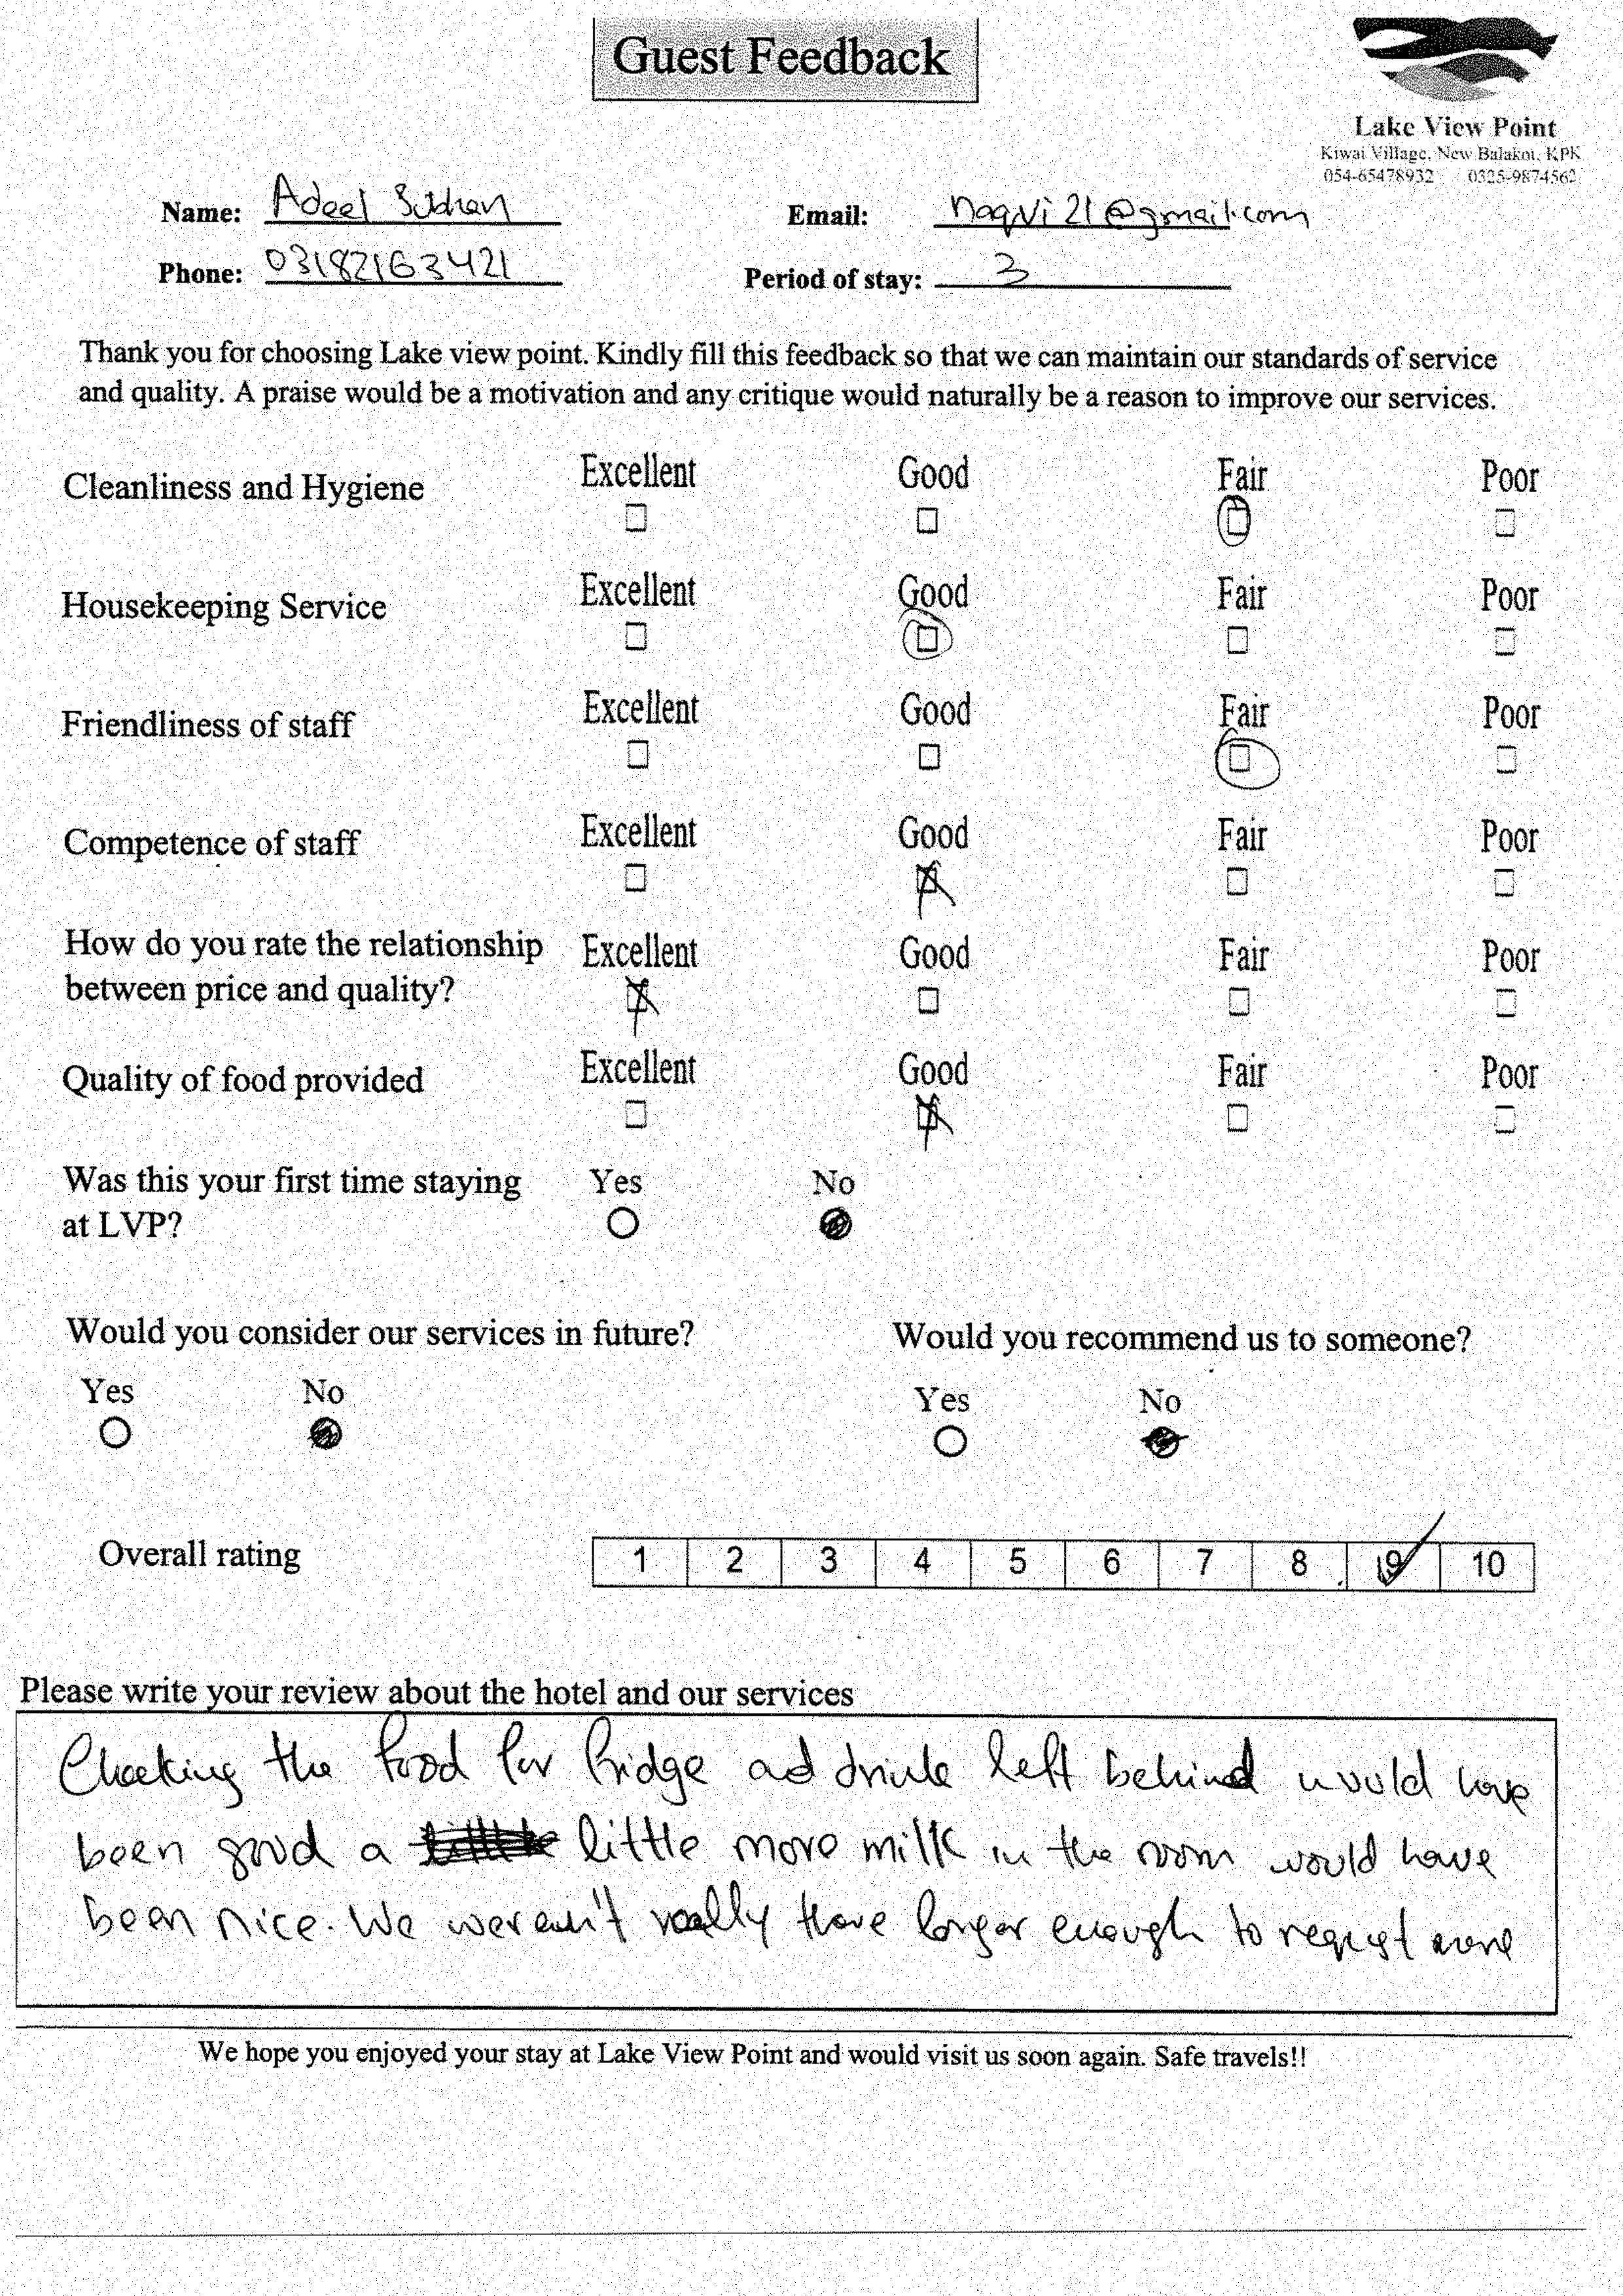 Guest Feedback
Lake View Point
Kiwai Village, New Balakot, KPK
054-65478932 0325-9874562
Name: Adeel Subhan Email: naqvi21@gmail.com
Phone: 03182163421 Period of stay: 3
Thank you for choosing Lake view point. Kindly fill this feedback so that we can maintain our standards of service
and quality. A praise would be a motivation and any critique would naturally be a reason to improve our services.
Cleanliness and Hygiene Excellent Good Fair Poor
Housekeeping Service Excellent Good Fair Poor
Friendliness of staff Excellent Good Fair Poor
Competence of staff Excellent Good Fair Poor
How do you rate the relationship Excellent Good Fair Poor
between price and quality?
Quality of food provided Excellent Good Fair Poor
Was this your first time staying Yes No
at LVP?
Would you consider our services in future? Would you recommend us to someone?
Yes No Yes No
Overall rating 1 2 3 4 5 6 7 8 9 10
Please write your review about the hotel and our services
Checking the food for fridge ad drink left behind would have
been good a little more milk in the room would have
been nice. We weren't really there longer enough to request more
We hope you enjoyed your stay at Lake View Point and would visit us soon again. Safe travels!!